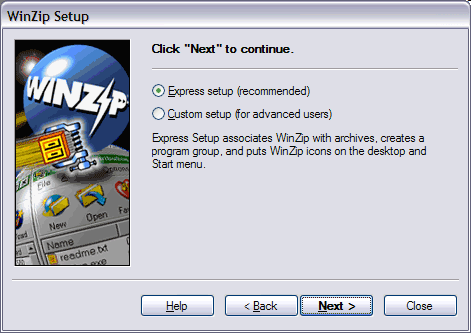 WinZip Setup
Click "Next" to continue.
WINZIP
Express setup (recommended)
Custom setup (for advanced users)
Express Setup associates WinZip with archives, creates a
program group, and puts WinZip icons on the desktop and
Start menu.
File
New
Open
Fav
Name
readme.txt
.exe
Help
< Back
Next >
Close